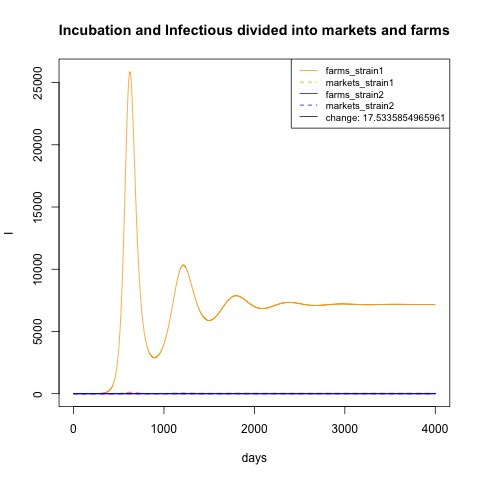 Incubation and Infectious divided into markets and farms
farms_strain1
markets_strain1
farms_strain2
markets_strain2
change: 17.5335854965961
25000
20000
15000
10000
5000
0
I
0 1000 2000 3000 4000
days